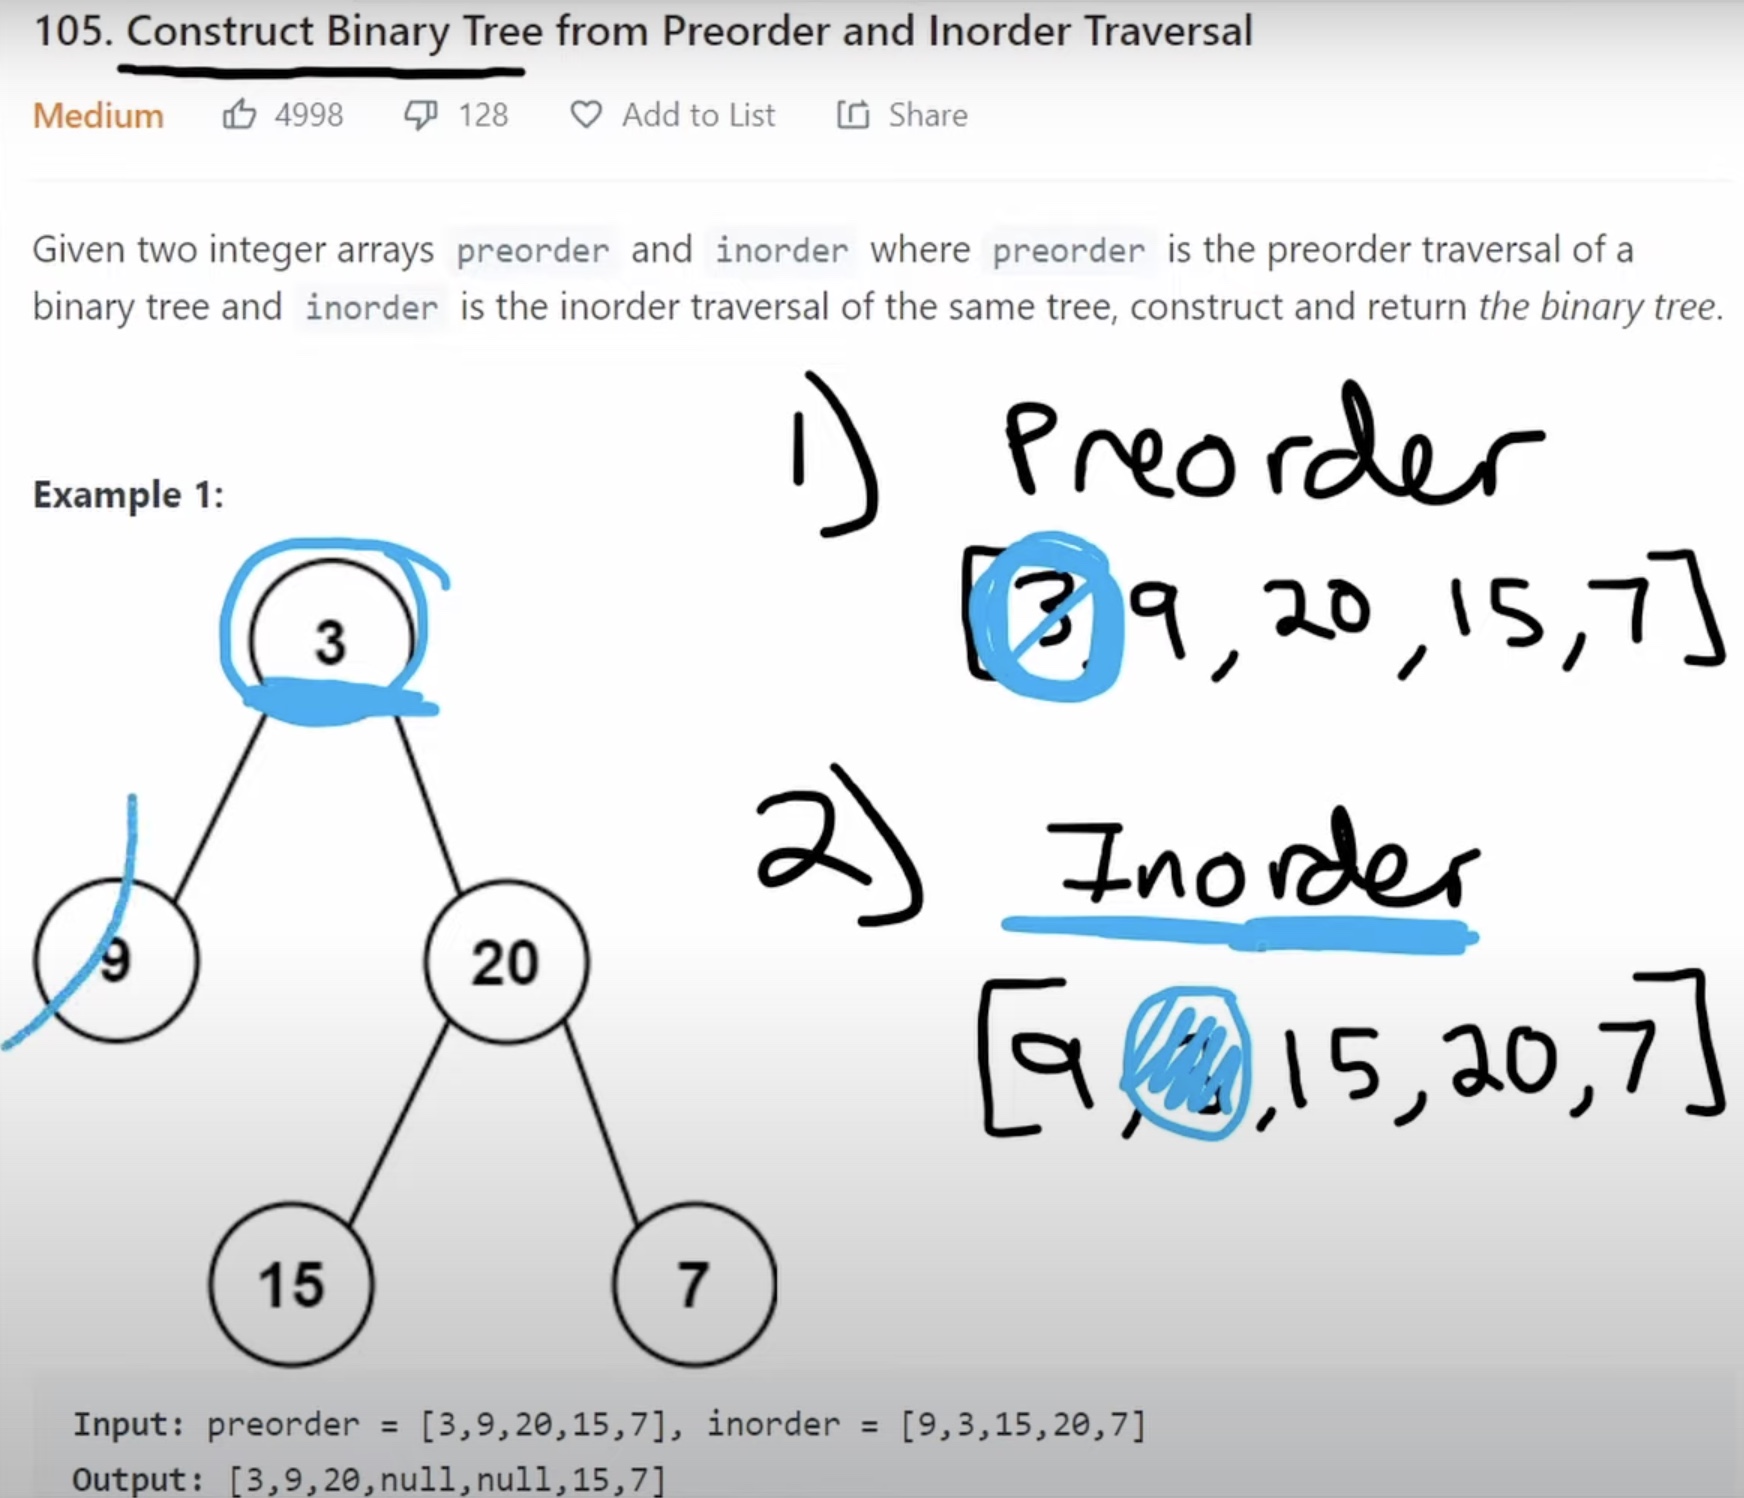 105. Construct Binary Tree from Preorder and Inorder Traversal
Medium 4998 128 Add to List Share
Given two integer arrays preorder and inorder where preorder is the preorder traversal of a
binary tree and inorder is the inorder traversal of the same tree, construct and return the binary tree.
1) Preorder
Example 1:
[3,9,20,15,7]
3
2) Inorder
9
20
[9, ,15,20,7]
15
7
Input: preorder = [3,9,20,15,7], inorder = [9,3,15,20,7]
Output: [3,9,20,null,null,15,7]